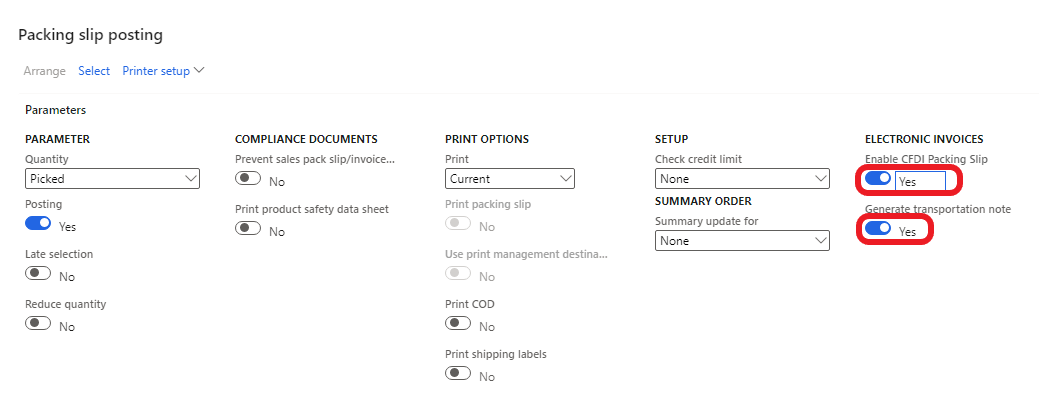 Packing slip posting
Arrange Select Printer setup
Parameters
PARAMETER
Quantity
Picked
Posting
Yes
Late selection
No
Reduce quantity
No
COMPLIANCE DOCUMENTS
Prevent sales pack slip/invoice...
No
Print product safety data sheet
No
PRINT OPTIONS
Print
Current
Print packing slip
No
Use print management destina...
No
Print COD
No
Print shipping labels
No
SETUP
Check credit limit
None
SUMMARY ORDER
Summary update for
None
ELECTRONIC INVOICES
Enable CFDI Packing Slip
Yes
Generate transportation note
Yes